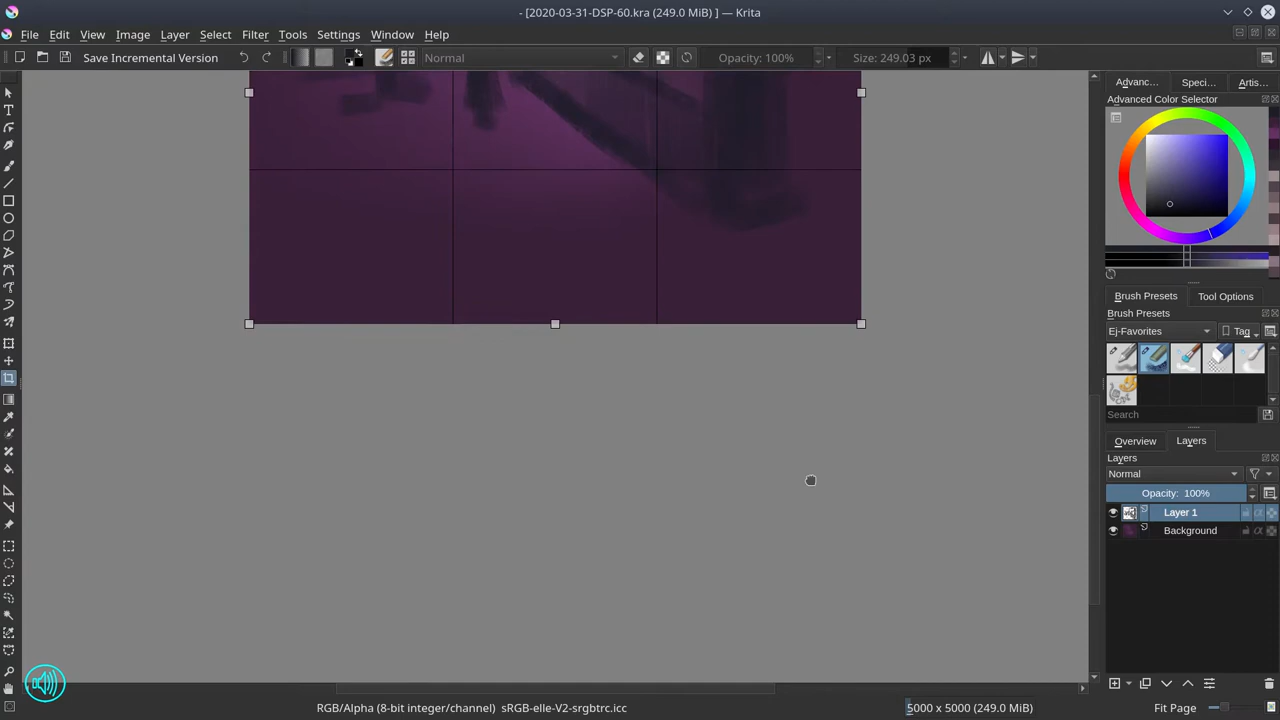 - [2020-03-31-DSP-60.kra (249.0 MiB) ] — Krita
File Edit View Image Layer Select Filter Tools Settings Window Help
Save Incremental Version Normal Opacity: 100% Size: 249.03 px
Advanc... Speci... Artis...
Advanced Color Selector
Brush Presets Tool Options
Brush Presets
Ej-Favorites Tag
Search
Overview Layers
Layers
Normal
Opacity: 100%
Layer 1
Background
RGB/Alpha (8-bit integer/channel) sRGB-elle-V2-srgbtrc.icc 5000 x 5000 (249.0 MiB) Fit Page